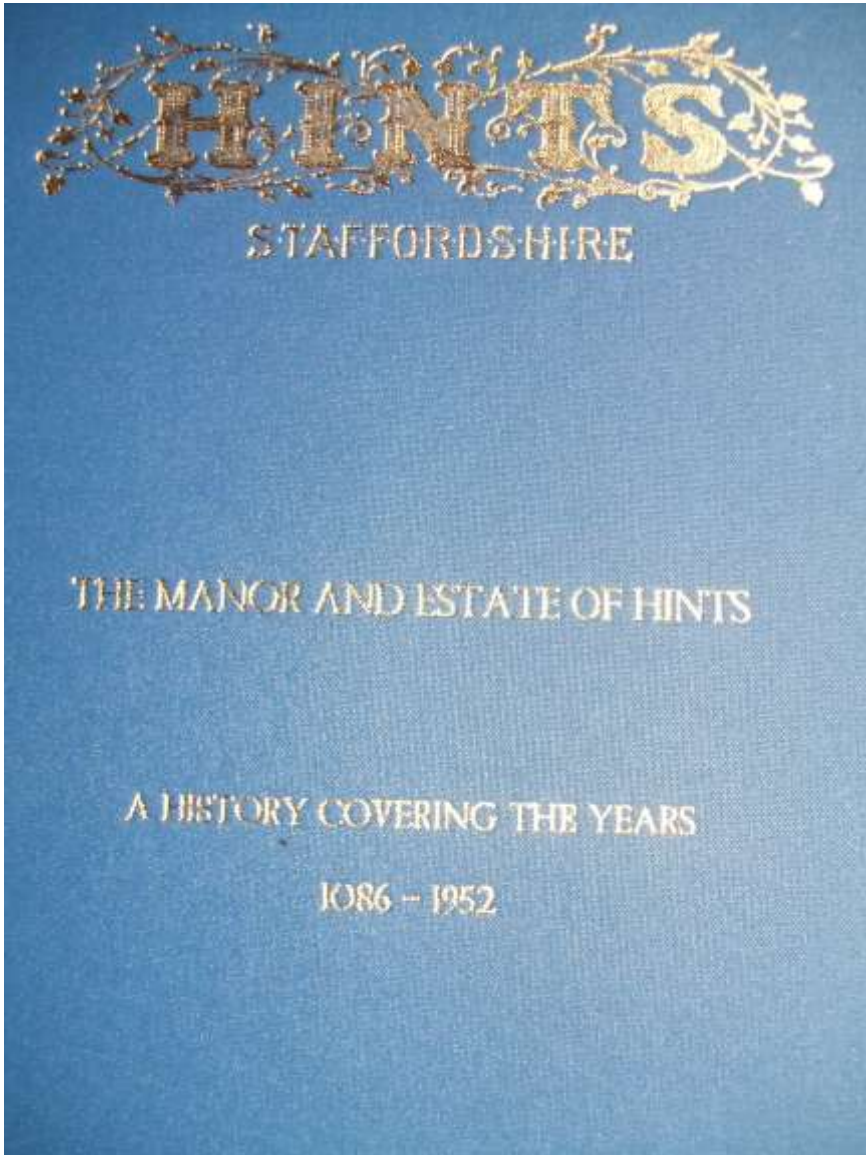 HINTS
STAFFORDSHIRE
THE MANOR AND ESTATE OF HINTS
A HISTORY COVERING THE YEARS
1086 - 1952